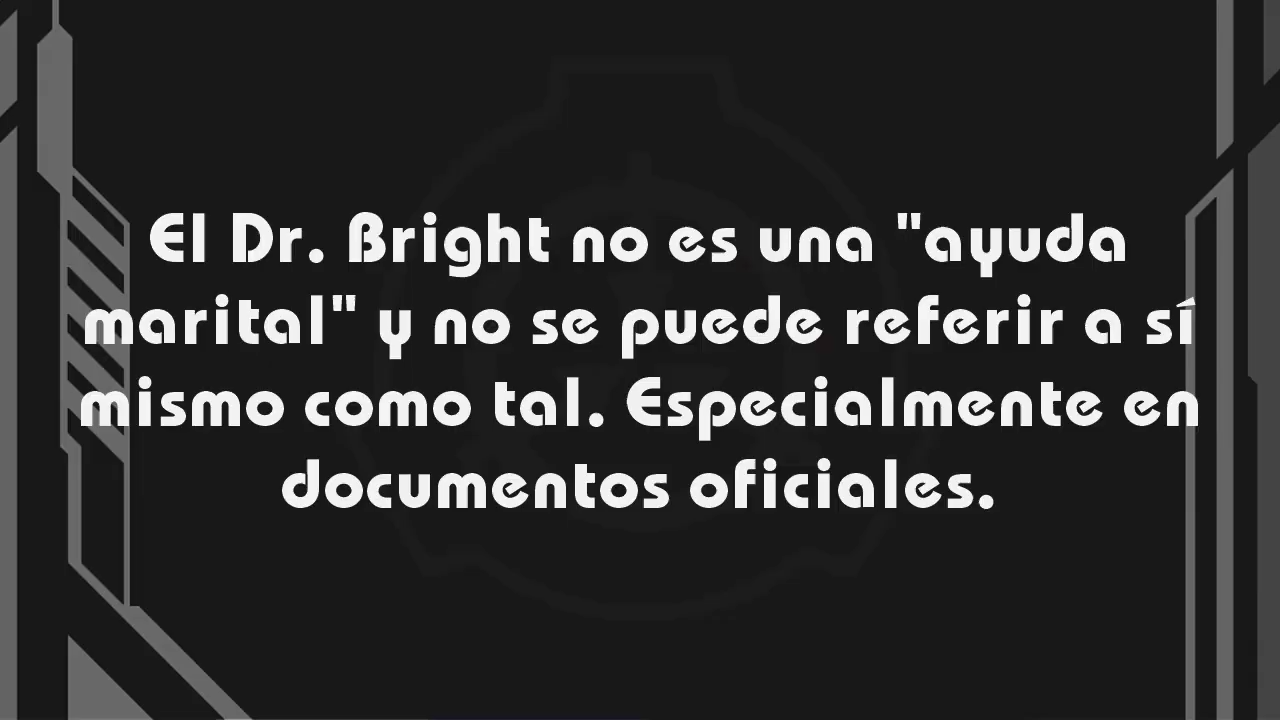 El Dr. Bright no es una "ayuda
marital" y no se puede referir a sí
mismo como tal. Especialmente en
documentos oficiales.